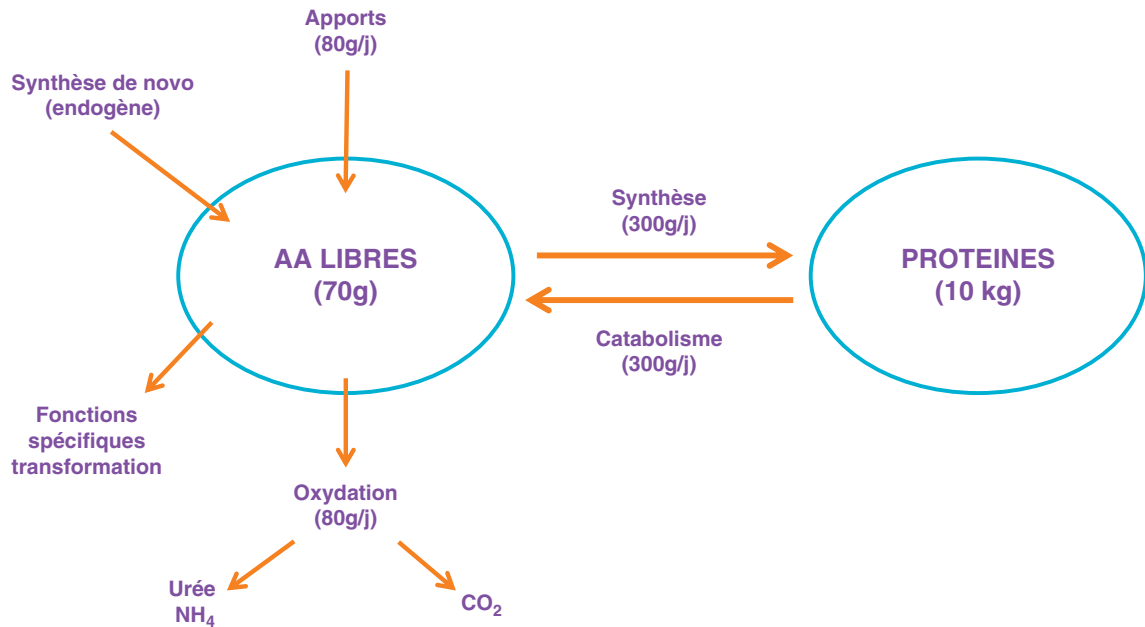 Apports
(80g/j)
Synthèse de novo
(endogène)
Synthèse
(300g/j)
AA LIBRES
(70g)
PROTEINES
(10 kg)
Catabolisme
(300g/j)
Fonctions
spécifiques
transformation
Oxydation
(80g/j)
Urée
NH₄
CO₂